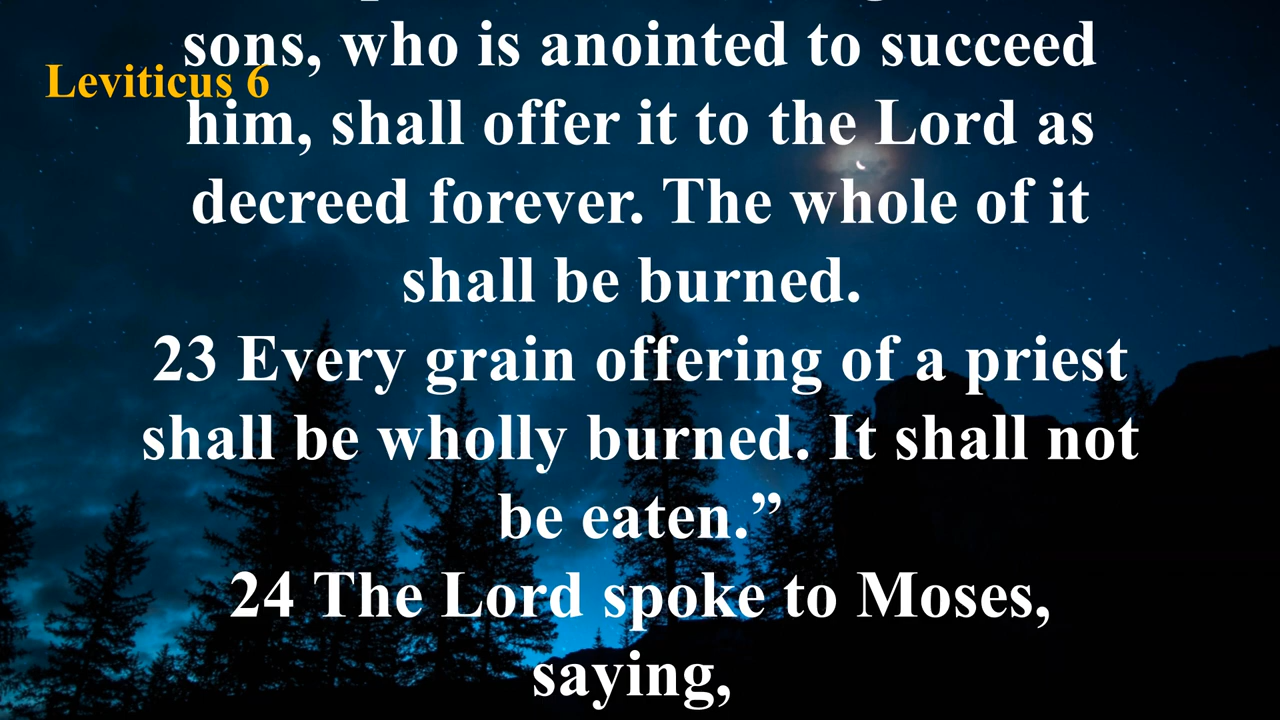 Leviticus 6
sons, who is anointed to succeed
him, shall offer it to the Lord as
decreed forever. The whole of it
shall be burned.
23 Every grain offering of a priest
shall be wholly burned. It shall not
be eaten.”
24 The Lord spoke to Moses,
saying,